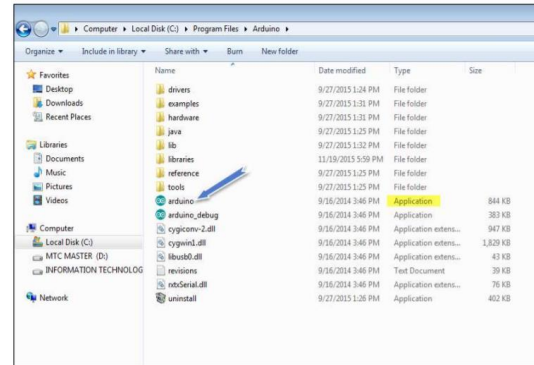 Computer ▸ Local Disk (C:) ▸ Program Files ▸ Arduino ▸
Organize Include in library Share with Burn New folder
Name Date modified Type Size
Favorites
Desktop
Downloads
Recent Places
Libraries
Documents
Music
Pictures
Videos
Computer
Local Disk (C:)
MTC MASTER (D:)
INFORMATION TECHNOLOG
Network
drivers 9/27/2015 1:24 PM File folder
examples 9/27/2015 1:31 PM File folder
hardware 9/27/2015 1:31 PM File folder
java 9/27/2015 1:25 PM File folder
lib 9/27/2015 1:32 PM File folder
libraries 11/19/2015 5:59 PM File folder
reference 9/27/2015 1:25 PM File folder
tools 9/27/2015 1:25 PM File folder
arduino 9/16/2014 3:46 PM Application 844 KB
arduino_debug 9/16/2014 3:46 PM Application 383 KB
cygiconv-2.dll 9/16/2014 3:46 PM Application extens... 947 KB
cygwin1.dll 9/16/2014 3:46 PM Application extens... 1,829 KB
libusb0.dll 9/16/2014 3:46 PM Application extens... 43 KB
revisions 9/16/2014 3:46 PM Text Document 39 KB
rxtxSerial.dll 9/16/2014 3:46 PM Application extens... 76 KB
uninstall 9/27/2015 1:26 PM Application 402 KB